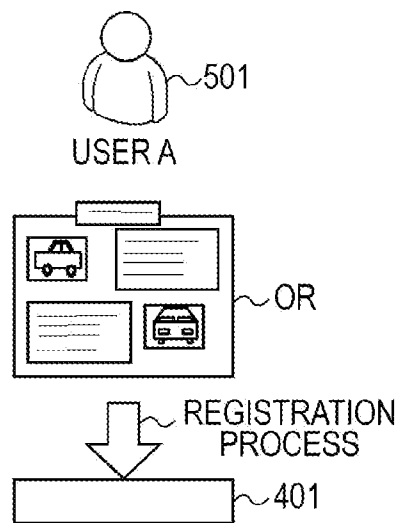 501
USER A
OR
REGISTRATION
PROCESS
401